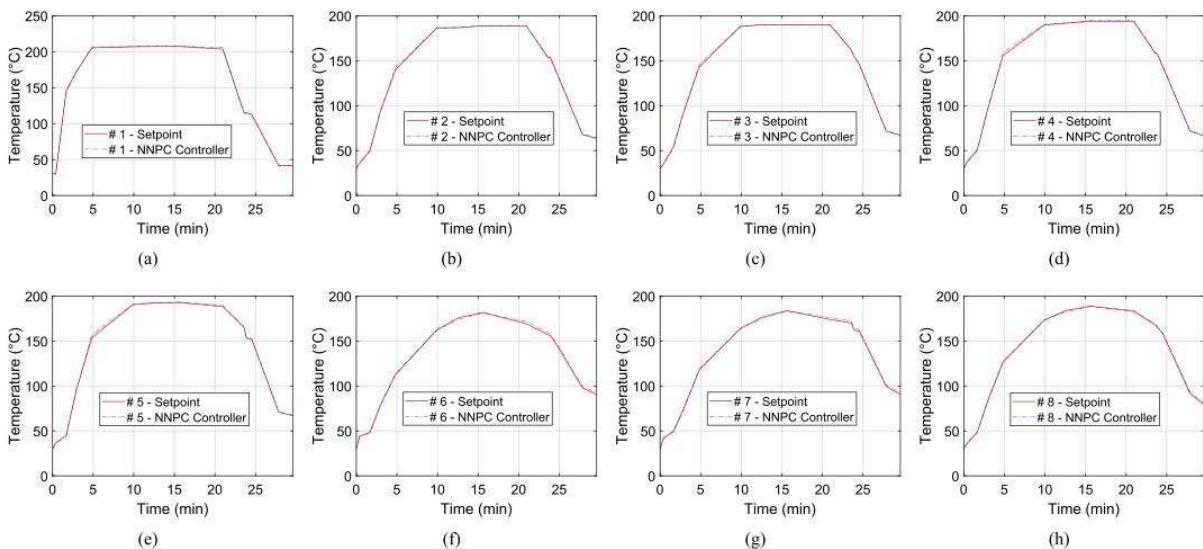 250
200
150
100
50
0
Temperature (°C)
# 1 - Setpoint
# 1 - NNPC Controller
0 5 10 15 20 25
Time (min)
(a)
200
150
100
50
0
Temperature (°C)
# 2 - Setpoint
# 2 - NNPC Controller
0 5 10 15 20 25
Time (min)
(b)
200
150
100
50
0
Temperature (°C)
# 3 - Setpoint
# 3 - NNPC Controller
0 5 10 15 20 25
Time (min)
(c)
200
150
100
50
0
Temperature (°C)
# 4 - Setpoint
# 4 - NNPC Controller
0 5 10 15 20 25
Time (min)
(d)
200
150
100
50
0
Temperature (°C)
# 5 - Setpoint
# 5 - NNPC Controller
0 5 10 15 20 25
Time (min)
(e)
200
150
100
50
0
Temperature (°C)
# 6 - Setpoint
# 6 - NNPC Controller
0 5 10 15 20 25
Time (min)
(f)
200
150
100
50
0
Temperature (°C)
# 7 - Setpoint
# 7 - NNPC Controller
0 5 10 15 20 25
Time (min)
(g)
200
150
100
50
0
Temperature (°C)
# 8 - Setpoint
# 8 - NNPC Controller
0 5 10 15 20 25
Time (min)
(h)